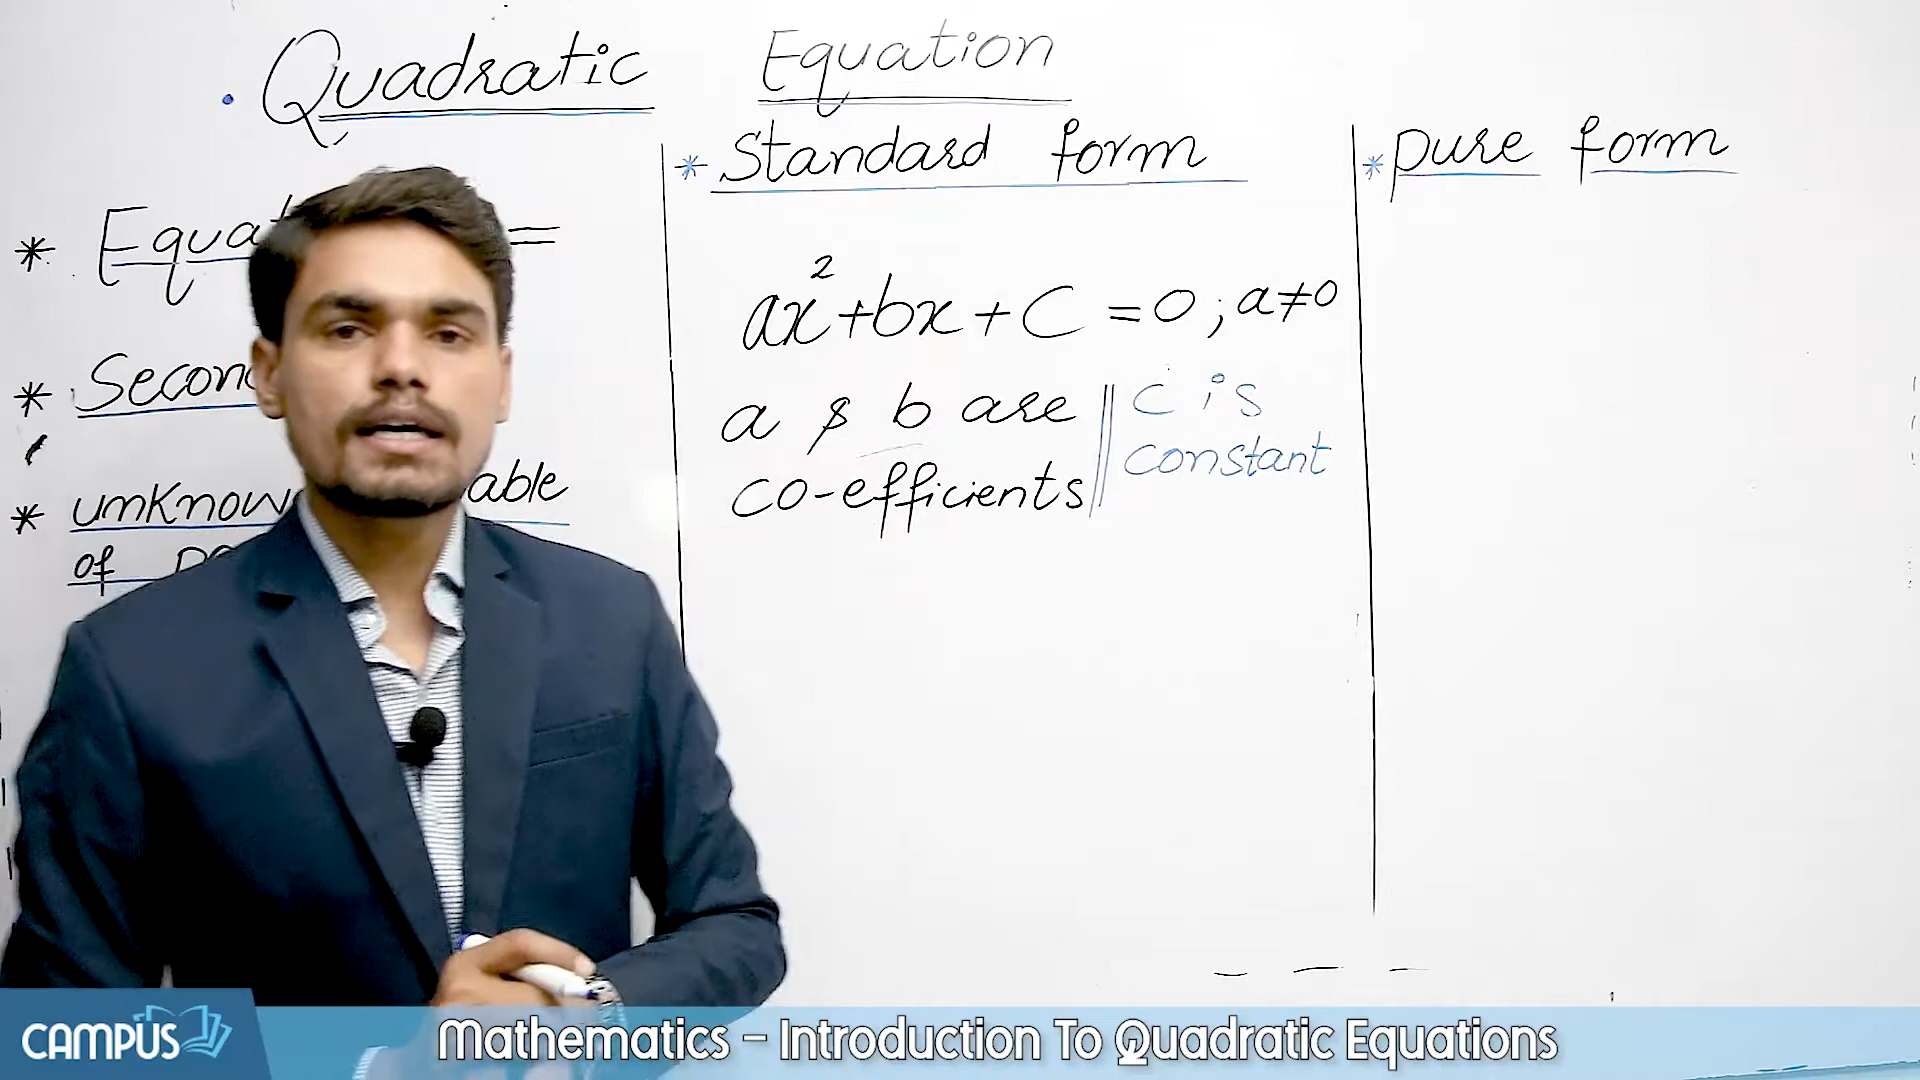 . Quadratic Equation
* Equa =
* Secon
* umknow able
of
* Standard form
ax²+bx+C=0; a≠0
a & b are
co-efficients
c is
constant
* pure form
CAMPUS
Mathematics – Introduction To Quadratic Equations